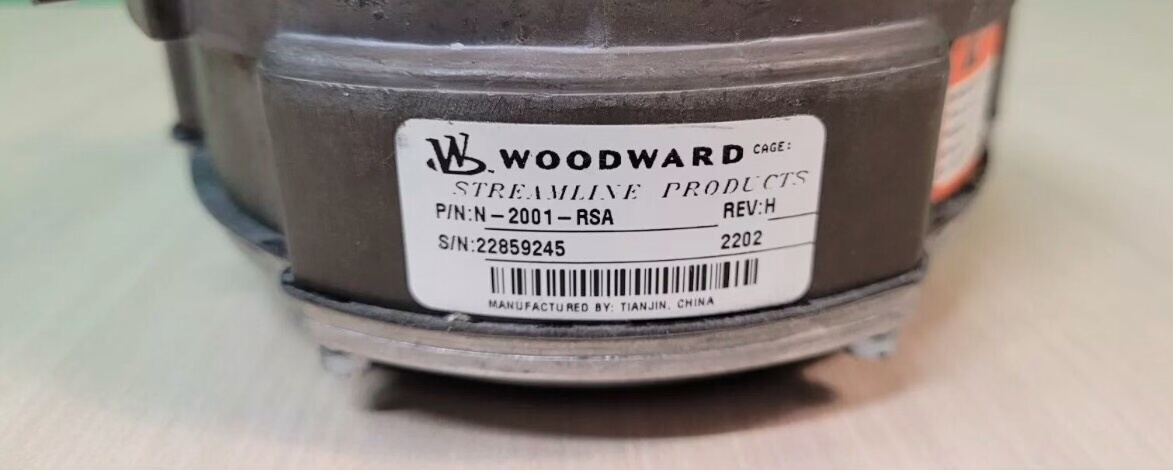 WOODWARD CAGE:
STREAMLINE PRODUCTS
P/N:N-2001-RSA REV:H
S/N:22859245 2202
MANUFACTURED BY: TIANJIN, CHINA